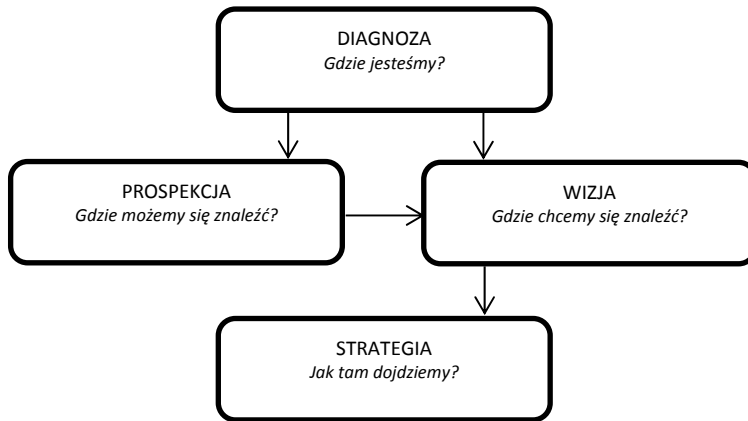 DIAGNOZA
Gdzie jesteśmy?
PROSPEKCJA
Gdzie możemy się znaleźć?
WIZJA
Gdzie chcemy się znaleźć?
STRATEGIA
Jak tam dojdziemy?